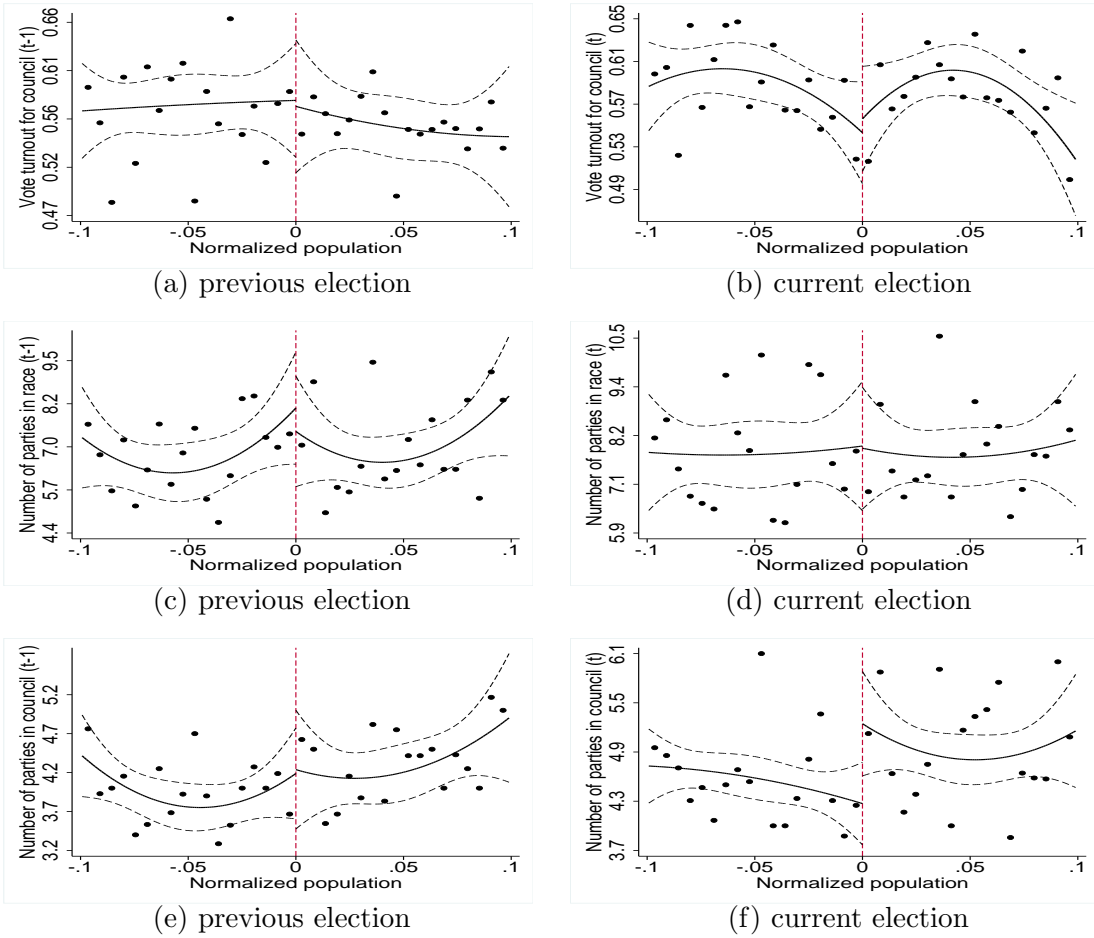 Vote turnout for council (t-1)
0.66
0.61
0.56
0.52
0.47
-.1 -.05 0 .05 .1
Normalized population
(a) previous election
Vote turnout for council (t)
0.65
0.61
0.57
0.53
0.49
-.1 -.05 0 .05 .1
Normalized population
(b) current election
Number of parties in race (t-1)
9.5
8.2
7.0
5.7
4.4
-.1 -.05 0 .05 .1
Normalized population
(c) previous election
Number of parties in race (t)
10.5
9.4
8.2
7.1
5.9
-.1 -.05 0 .05 .1
Normalized population
(d) current election
Number of parties in council (t-1)
5.2
4.7
4.2
3.7
3.2
-.1 -.05 0 .05 .1
Normalized population
(e) previous election
Number of parties in council (t)
6.1
5.5
4.9
4.3
3.7
-.1 -.05 0 .05 .1
Normalized population
(f) current election